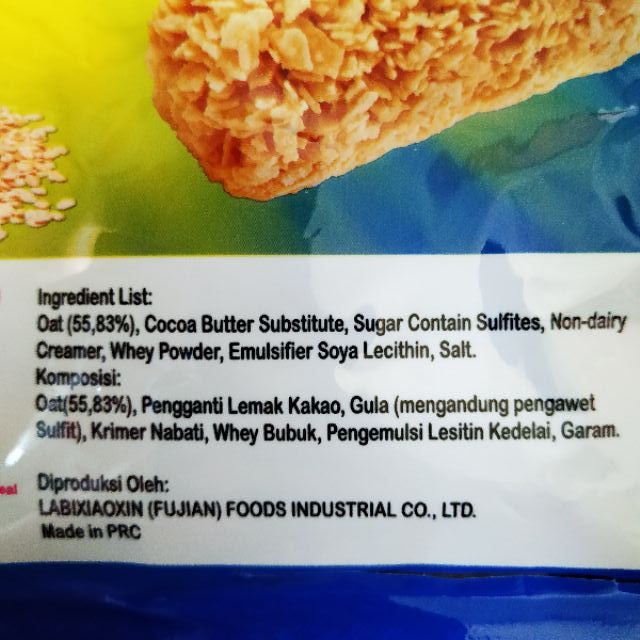 Ingredient List:
Oat (55,83%), Cocoa Butter Substitute, Sugar Contain Sulfites, Non-dairy
Creamer, Whey Powder, Emulsifier Soya Lecithin, Salt.
Komposisi:
Oat(55,83%), Pengganti Lemak Kakao, Gula (mengandung pengawet
Sulfit), Krimer Nabati, Whey Bubuk, Pengemulsi Lesitin Kedelai, Garam.
Diproduksi Oleh:
LABIXIAOXIN (FUJIAN) FOODS INDUSTRIAL CO., LTD.
Made in PRC